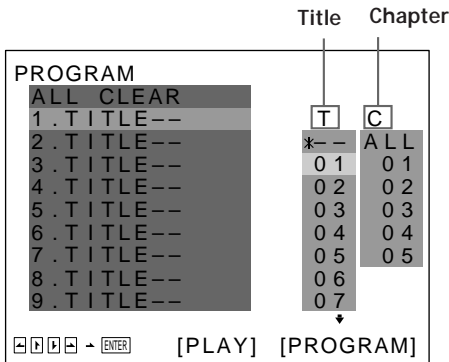 Title Chapter
PROGRAM
ALL CLEAR
1.TITLE−− T C
2.TITLE−− *−− ALL
3.TITLE−− 01 01
4.TITLE−− 02 02
5.TITLE−− 03 03
6.TITLE−− 04 04
7.TITLE−− 05 05
8.TITLE−− 06
9.TITLE−− 07
ENTER [PLAY] [PROGRAM]